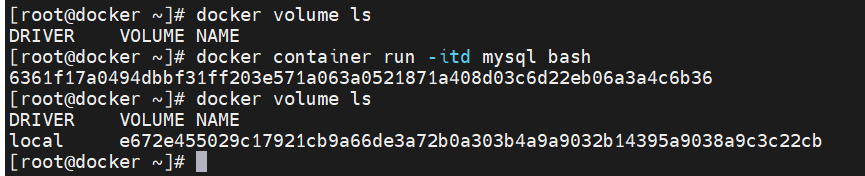 [root@docker ~]# docker volume ls
DRIVER    VOLUME NAME
[root@docker ~]# docker container run -itd mysql bash
6361f17a0494dbbf31ff203e571a063a0521871a408d03c6d22eb06a3a4c6b36
[root@docker ~]# docker volume ls
DRIVER    VOLUME NAME
local     e672e455029c17921cb9a66de3a72b0a303b4a9a9032b14395a9038a9c3c22cb
[root@docker ~]#